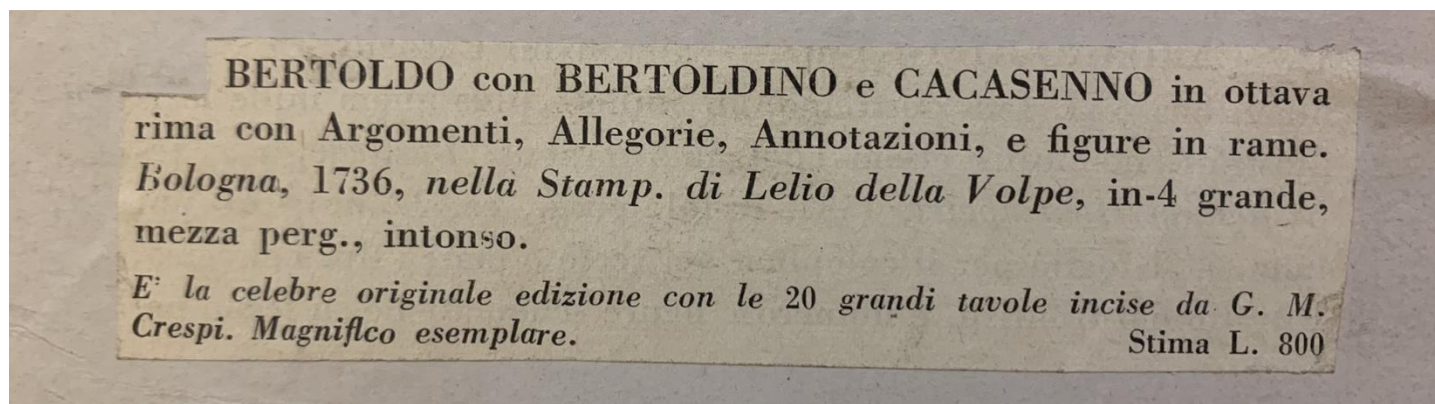 BERTOLDO con BERTOLDINO e CACASENNO in ottava
rima con Argomenti, Allegorie, Annotazioni, e figure in rame.
Bologna, 1736, nella Stamp. di Lelio della Volpe, in-4 grande,
mezza perg., intonso.
E' la celebre originale edizione con le 20 grandi tavole incise da G. M.
Crespi. Magnifico esemplare. Stima L. 800